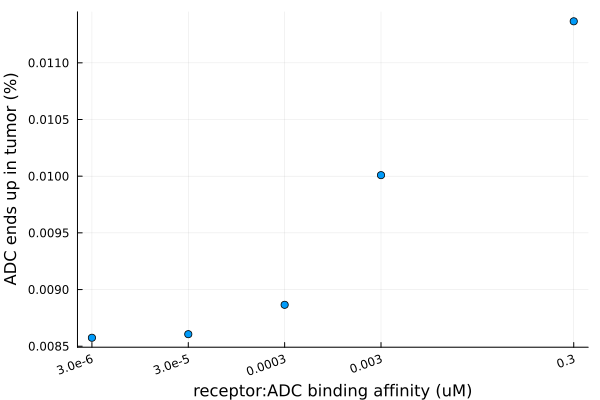 0.0110
0.0105
0.0100
0.0095
0.0090
0.0085
ADC ends up in tumor (%)
3.0e-6
3.0e-5
0.0003
0.003
0.3
receptor:ADC binding affinity (uM)